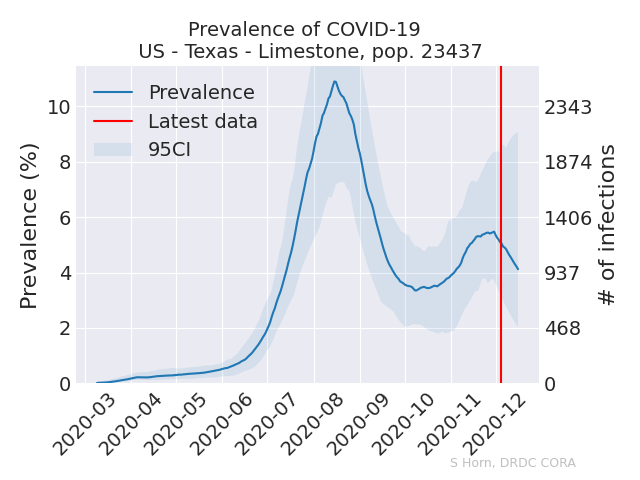 Prevalence of COVID-19
US - Texas - Limestone, pop. 23437
Prevalence
Latest data
95CI
Prevalence (%)
10
8
6
4
2
0
2343
1874
1406
937
468
0
# of infections
2020-03
2020-04
2020-05
2020-06
2020-07
2020-08
2020-09
2020-10
2020-11
2020-12
S Horn, DRDC CORA